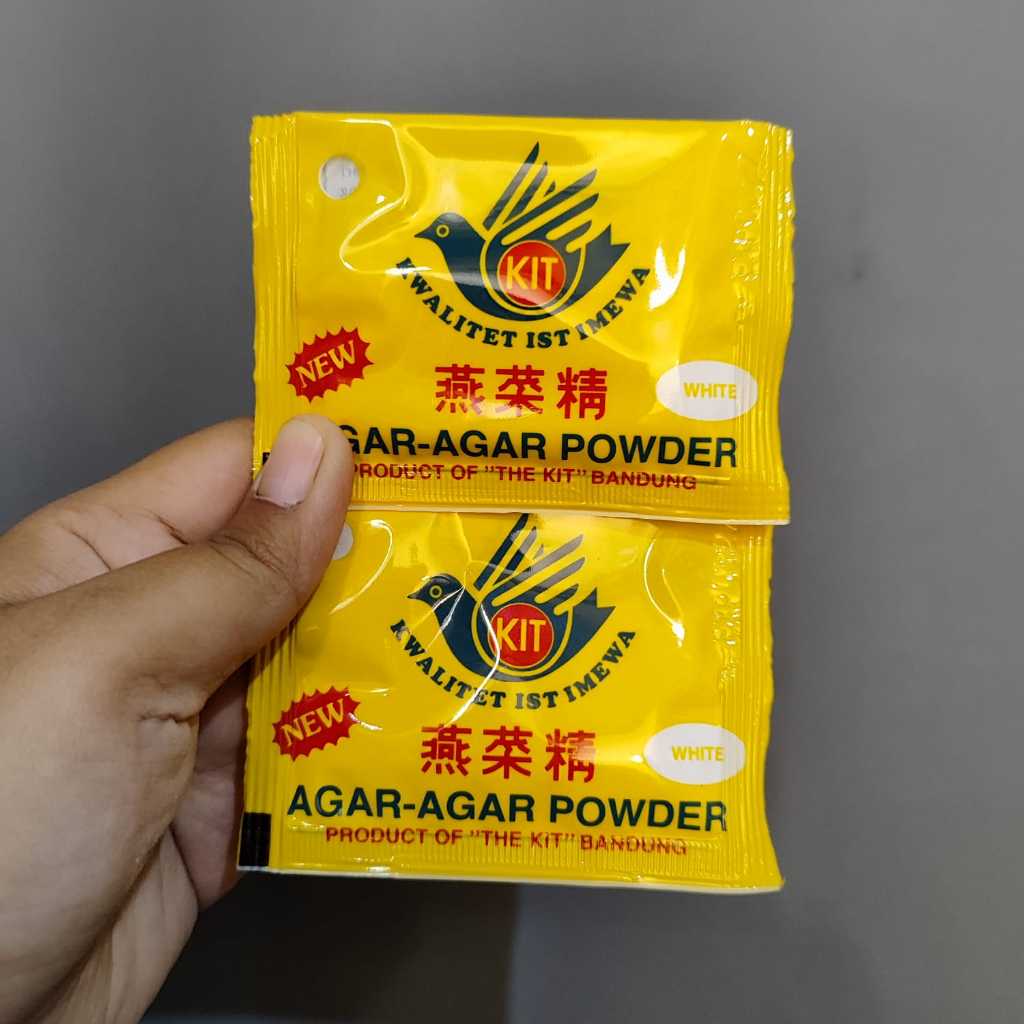 KIT
KWALITET IST IMEWA
NEW
燕菜精
WHITE
GAR-AGAR POWDER
PRODUCT OF "THE KIT" BANDUNG
KIT
KWALITET IST IMEWA
NEW
燕菜精
WHITE
AGAR-AGAR POWDER
PRODUCT OF "THE KIT" BANDUNG